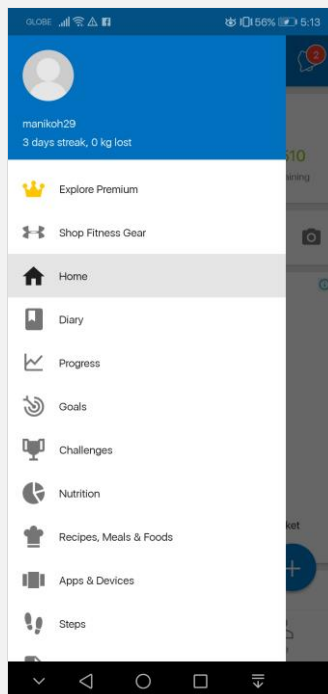 GLOBE 56% 5:13
2
manikoh29
3 days streak, 0 kg lost
Explore Premium
Shop Fitness Gear
Home
Diary
Progress
Goals
Challenges
Nutrition
Recipes, Meals & Foods
Apps & Devices
Steps